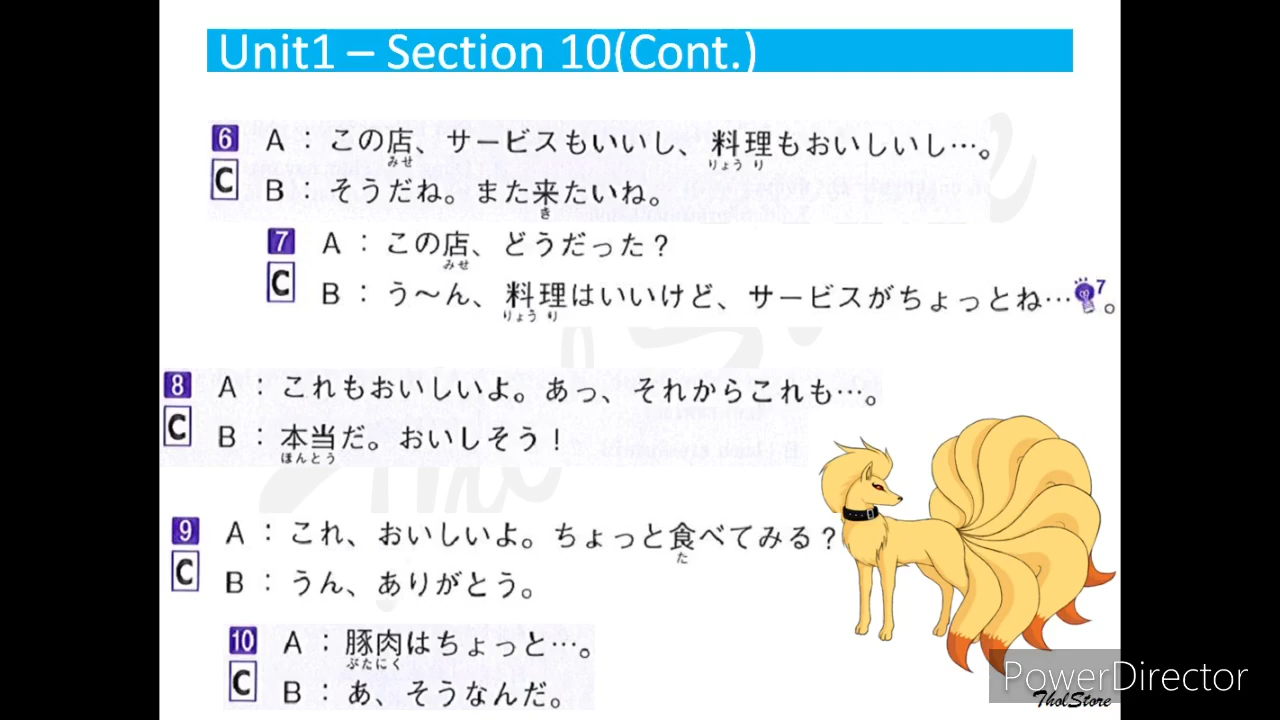 Unit1 – Section 10(Cont.)
6 A：この店、サービスもいいし、料理もおいしいし…。
みせ りょう り
C B：そうだね。また来たいね。
き
7 A：この店、どうだった？
みせ
C B：う〜ん、料理はいいけど、サービスがちょっとね…7。
りょう り
8 A：これもおいしいよ。あっ、それからこれも…。
C B：本当だ。おいしそう！
ほんとう
9 A：これ、おいしいよ。ちょっと食べてみる？
た
C B：うん、ありがとう。
10 A：豚肉はちょっと…。
ぶたにく
C B：あ、そうなんだ。
PowerDirector
TholStore